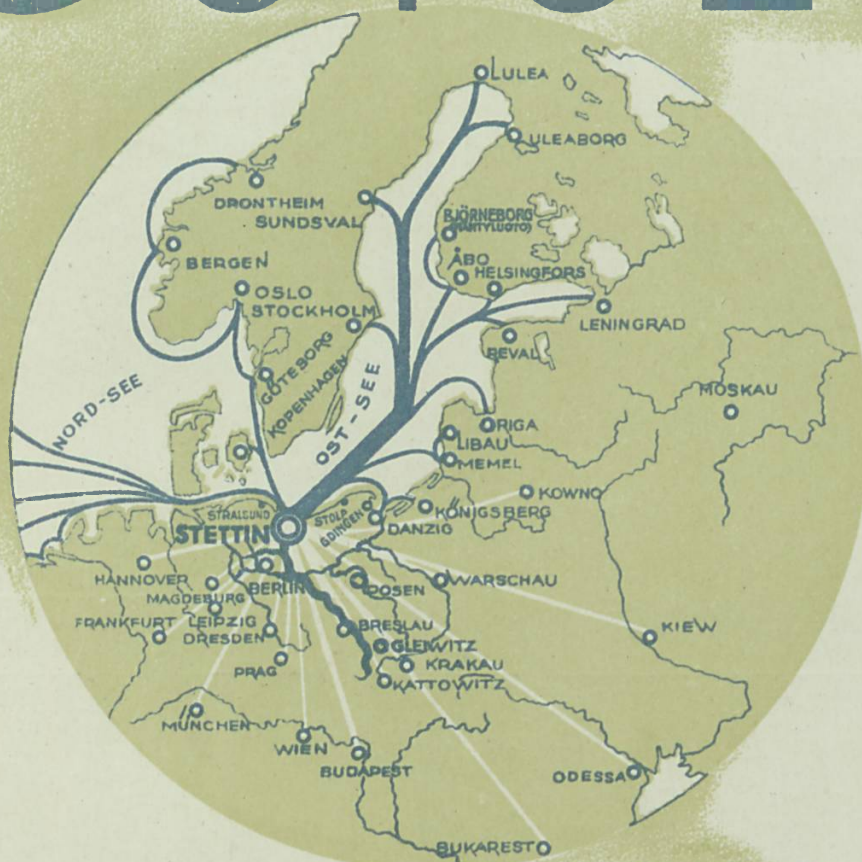 LULEA
ULEABORG
DRONTHEIM
SUNDSVAL
BJÖRNEBORG
(MÄNTYLUOTO)
ÅBO
HELSINGFORS
BERGEN
OSLO
STOCKHOLM
LENINGRAD
REVAL
GÖTEBORG
KOPENHAGEN
NORD-SEE
OST-SEE
MOSKAU
RIGA
LIBAU
MEMEL
KOWNO
STRALSUND
STETTIN
STOLP
GDINGEN
DANZIG
KÖNIGSBERG
HANNOVER
MAGDEBURG
BERLIN
POSEN
WARSCHAU
FRANKFURT
LEIPZIG
DRESDEN
BRESLAU
GLEIWITZ
KRAKAU
KATTOWITZ
KIEW
PRAG
MÜNCHEN
WIEN
BUDAPEST
ODESSA
BUKAREST